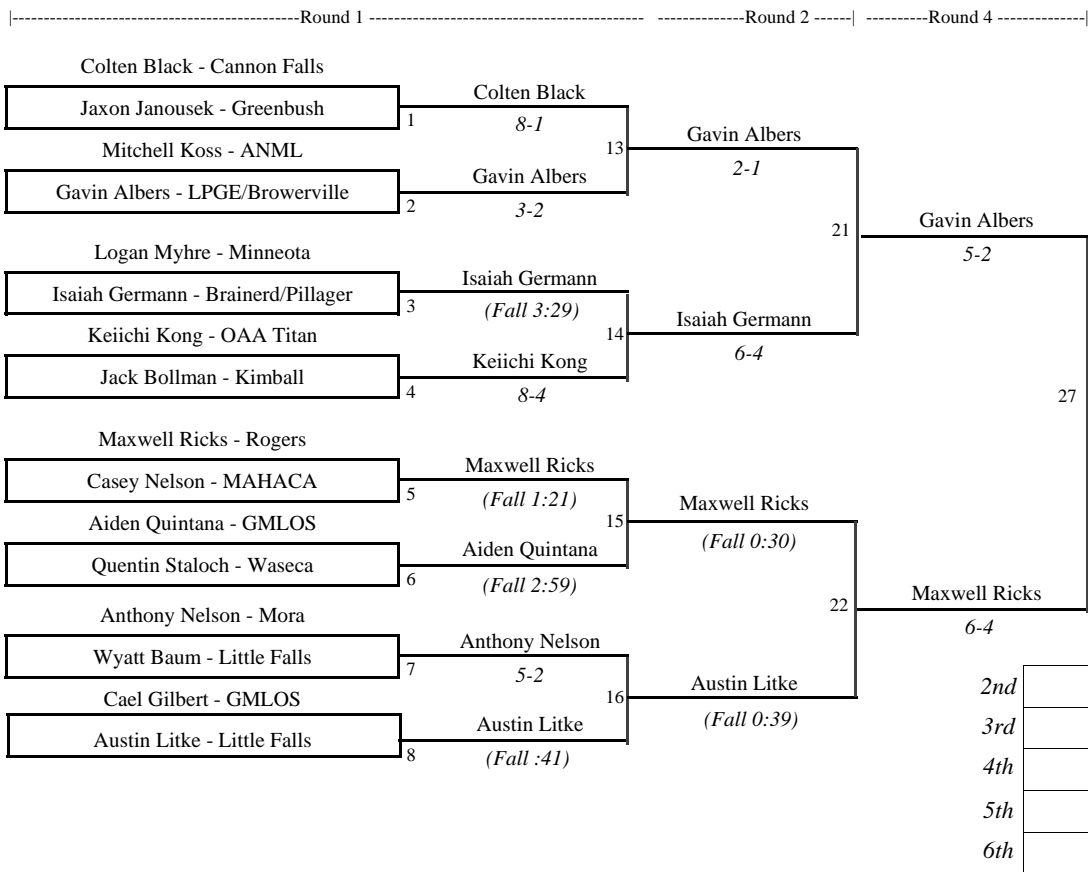 |----------------------------------------Round 1 -------------------------------------- ---------------Round 2 ------| ----------Round 4 --------------|
Colten Black - Cannon Falls
Jaxon Janousek - Greenbush
1
Colten Black
8-1
Mitchell Koss - ANML
Gavin Albers - LPGE/Browerville
2
Gavin Albers
3-2
13
Gavin Albers
2-1
Logan Myhre - Minneota
Isaiah Germann - Brainerd/Pillager
3
Isaiah Germann
(Fall 3:29)
Keiichi Kong - OAA Titan
Jack Bollman - Kimball
4
Keiichi Kong
8-4
14
Isaiah Germann
6-4
21
Gavin Albers
5-2
27
Maxwell Ricks - Rogers
Casey Nelson - MAHACA
5
Maxwell Ricks
(Fall 1:21)
Aiden Quintana - GMLOS
Quentin Staloch - Waseca
6
Aiden Quintana
(Fall 2:59)
15
Maxwell Ricks
(Fall 0:30)
Anthony Nelson - Mora
Wyatt Baum - Little Falls
7
Anthony Nelson
5-2
Cael Gilbert - GMLOS
Austin Litke - Little Falls
8
Austin Litke
(Fall :41)
16
Austin Litke
(Fall 0:39)
22
Maxwell Ricks
6-4
2nd
3rd
4th
5th
6th